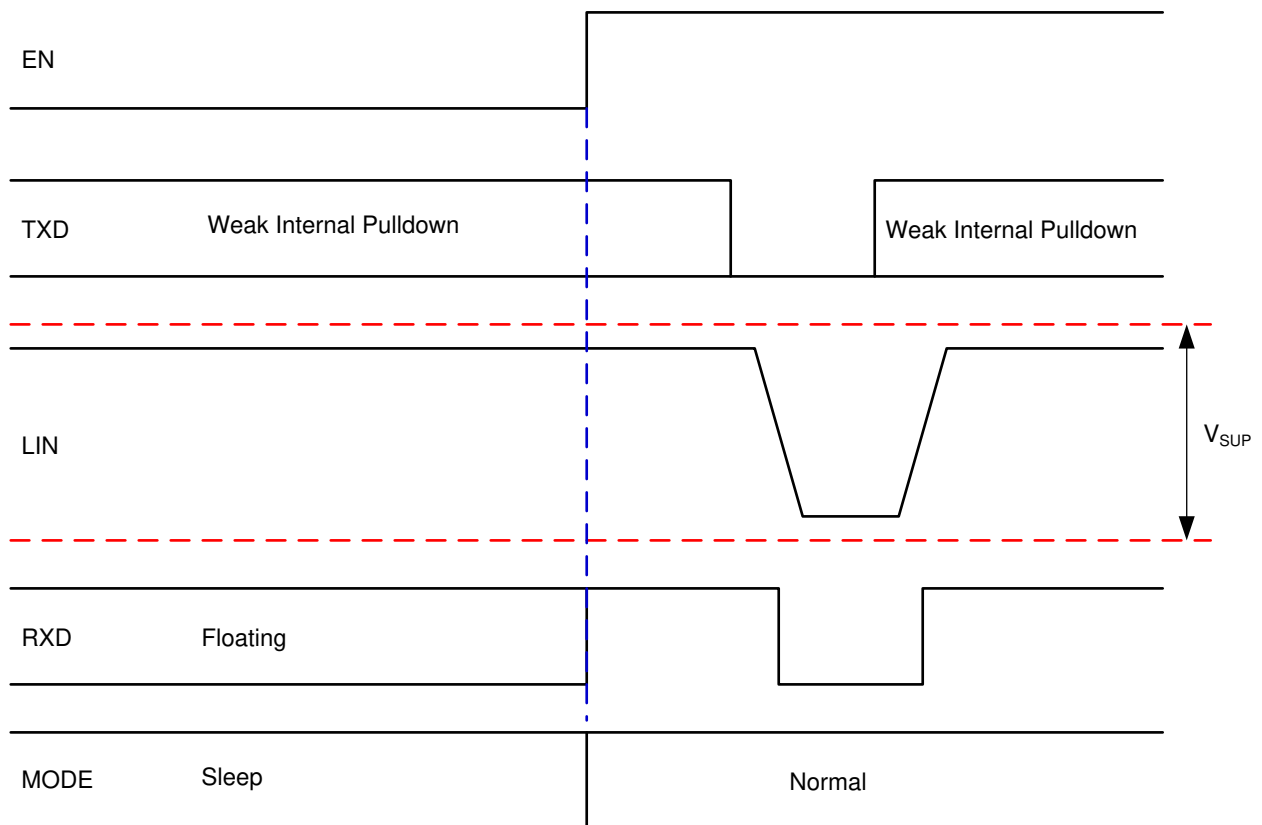 EN
TXD
Weak Internal Pulldown
Weak Internal Pulldown
LIN
VSUP
RXD
Floating
MODE
Sleep
Normal